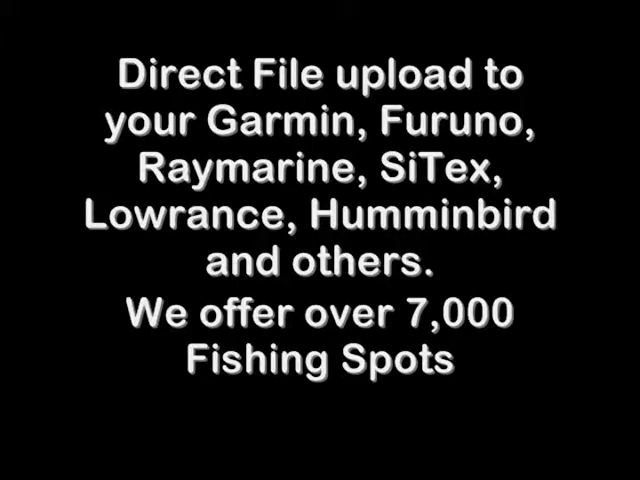 Direct File upload to
your Garmin, Furuno,
Raymarine, SiTex,
Lowrance, Humminbird
and others.
We offer over 7,000
Fishing Spots